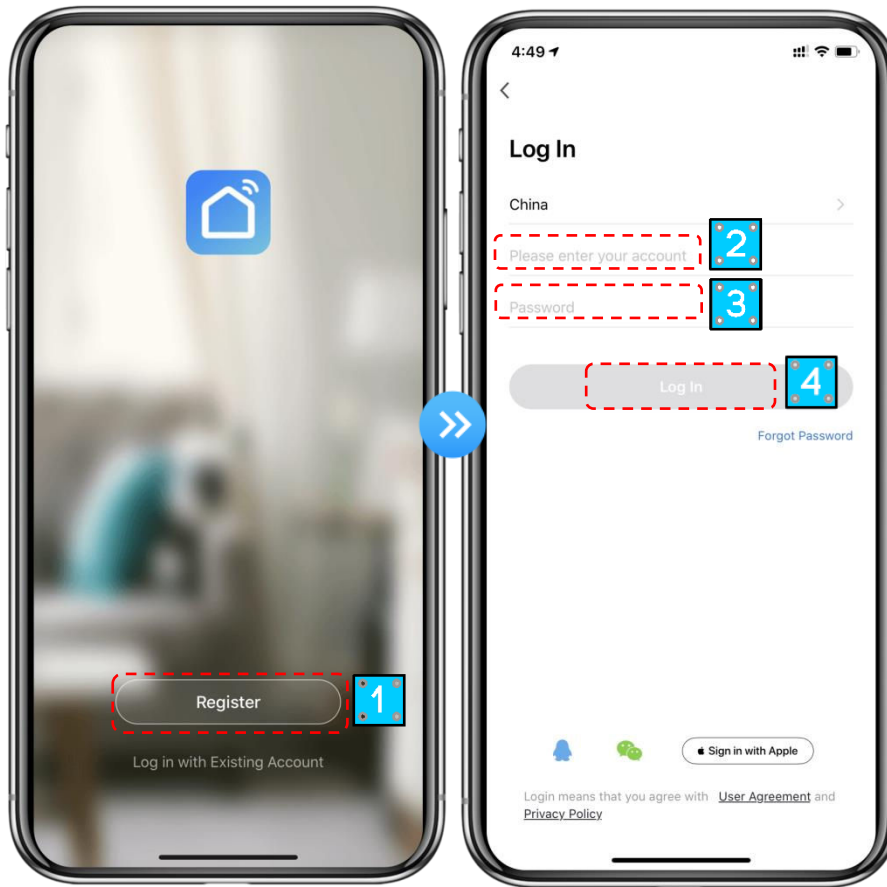 Register
1
Log in with Existing Account
4:49
Log In
China
Please enter your account
2
Password
3
Log In
4
Forgot Password
Sign in with Apple
Login means that you agree with User Agreement and
Privacy Policy